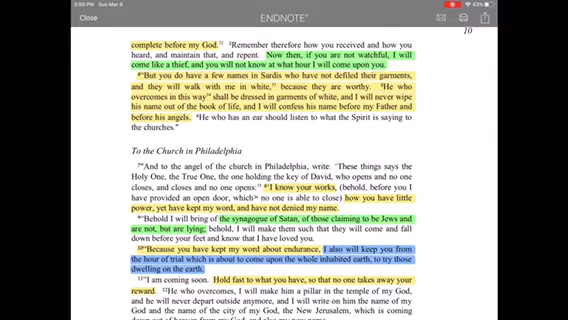 3:50 PM Sun Mar 8
43%
Close
ENDNOTE
10
complete before my God. ³Remember therefore how you received and how you
heard, and maintain that, and repent. Now then, if you are not watchful, I will
come like a thief, and you will not know at what hour I will come upon you.
⁴"But you do have a few names in Sardis who have not defiled their garments,
and they will walk with me in white, because they are worthy. ⁵He who
overcomes in this way shall be dressed in garments of white, and I will never wipe
his name out of the book of life, and I will confess his name before my Father and
before his angels. ⁶He who has an ear should listen to what the Spirit is saying to
the churches."
To the Church in Philadelphia
⁷"And to the angel of the church in Philadelphia, write: 'These things says the
Holy One, the True One, the one holding the key of David, who opens and no one
closes, and closes and no one opens: ⁸'I know your works, (behold, before you I
have provided an open door, which no one is able to close) how you have little
power, yet have kept my word, and have not denied my name.
⁹"Behold I will bring of the synagogue of Satan, of those claiming to be Jews and
are not, but are lying; behold, I will make them such that they will come and fall
down before your feet and know that I have loved you.
¹⁰"Because you have kept my word about endurance, I also will keep you from
the hour of trial which is about to come upon the whole inhabited earth, to try those
dwelling on the earth.
¹¹"I am coming soon. Hold fast to what you have, so that no one takes away your
reward. ¹²He who overcomes, I will make him a pillar in the temple of my God,
and he will never depart outside anymore, and I will write on him the name of my
God and the name of the city of my God, the New Jerusalem, which is coming